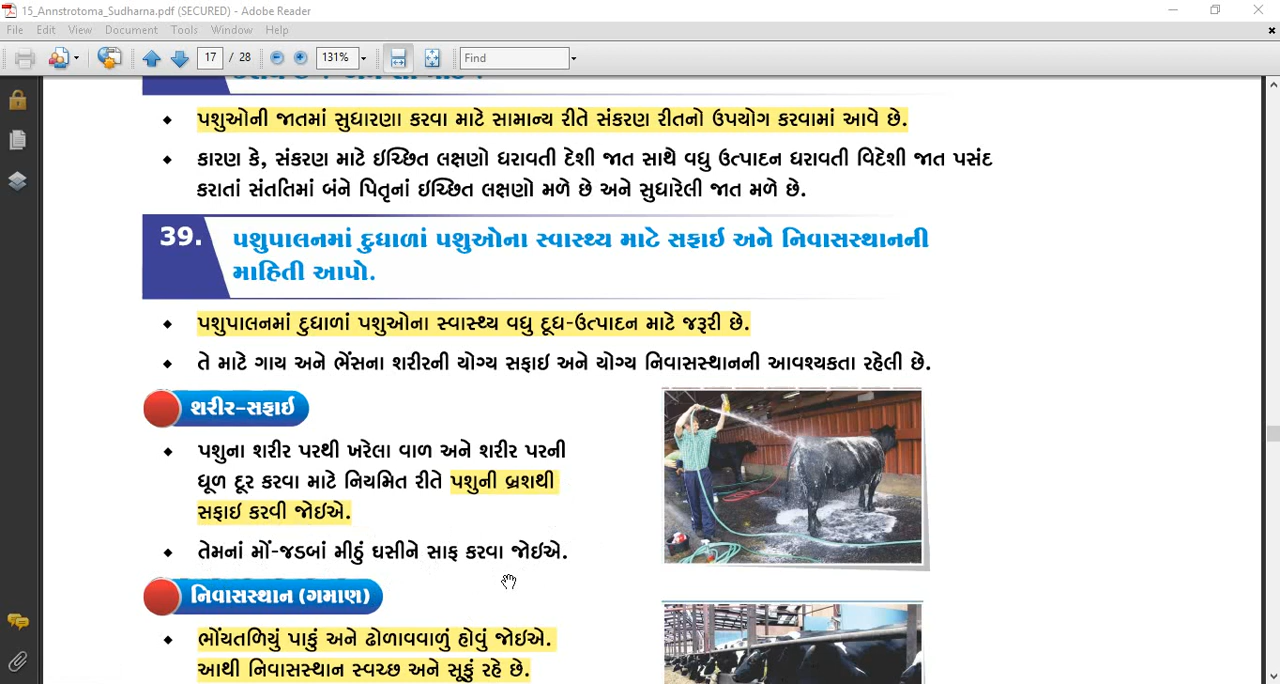 15_Annstrotoma_Sudharna.pdf (SECURED) - Adobe Reader
File Edit View Document Tools Window Help
17 / 28 131% Find
પશુઓની જાતમાં સુધારણા કરવા માટે સામાન્ય રીતે સંકરણ રીતનો ઉપયોગ કરવામાં આવે છે.
કારણ કે, સંકરણ માટે ઇચ્છિત લક્ષણો ધરાવતી દેશી જાત સાથે વધુ ઉત્પાદન ધરાવતી વિદેશી જાત પસંદ
કરાતાં સંતતિમાં બંને પિતૃનાં ઇચ્છિત લક્ષણો મળે છે અને સુધારેલી જાત મળે છે.
39. પશુપાલનમાં દુધાળાં પશુઓના સ્વાસ્થ્ય માટે સફાઇ અને નિવાસસ્થાનની
માહિતી આપો.
પશુપાલનમાં દુધાળાં પશુઓના સ્વાસ્થ્ય વધુ દૂધ-ઉત્પાદન માટે જરૂરી છે.
તે માટે ગાય અને ભેંસના શરીરની યોગ્ય સફાઇ અને યોગ્ય નિવાસસ્થાનની આવશ્યકતા રહેલી છે.
શરીર-સફાઇ
પશુના શરીર પરથી ખરેલા વાળ અને શરીર પરની
ધૂળ દૂર કરવા માટે નિયમિત રીતે પશુની બ્રશથી
સફાઇ કરવી જોઇએ.
તેમનાં મોં-જડબાં મીઠું ઘસીને સાફ કરવા જોઇએ.
નિવાસસ્થાન (ગમાણ)
ભોંયતળિયું પાકું અને ઢોળાવવાળું હોવું જોઇએ.
આથી નિવાસસ્થાન સ્વચ્છ અને સૂકું રહે છે.